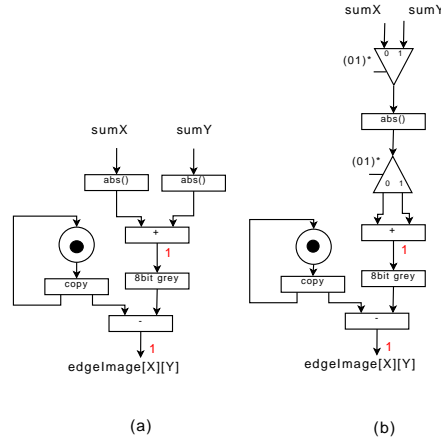 sumX sumY
abs() abs()
+
1
8bit grey
copy
-
1
edgeImage[X][Y]
(a)
sumX sumY
0 1
(01)*
abs()
(01)*
0 1
+
1
8bit grey
copy
-
1
edgeImage[X][Y]
(b)